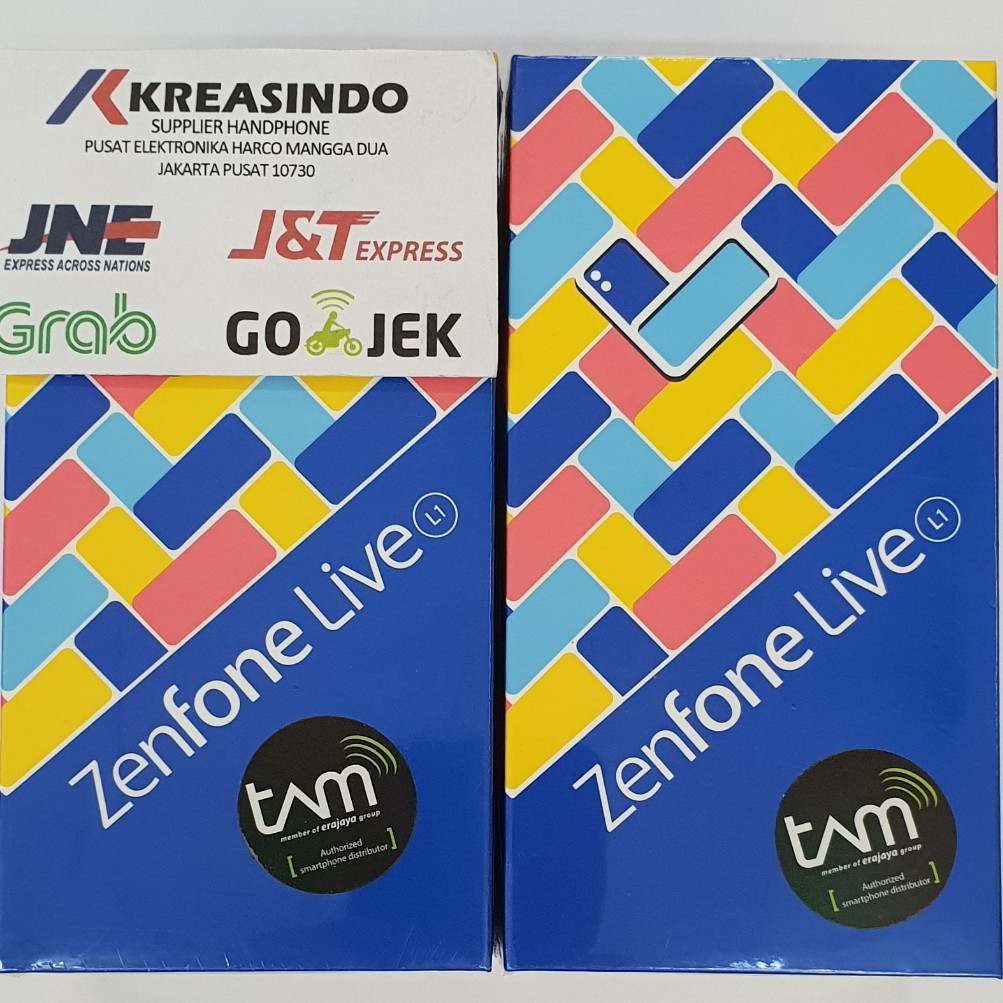 KREASINDO
SUPPLIER HANDPHONE
PUSAT ELEKTRONIKA HARCO MANGGA DUA
JAKARTA PUSAT 10730
JNE
EXPRESS ACROSS NATIONS
J&T EXPRESS
Grab
GO JEK
Zenfone Live L1
tam
member of erajaya group
[ Authorized
smartphone distributor ]
Zenfone Live L1
tam
member of erajaya group
[ Authorized
smartphone distributor ]